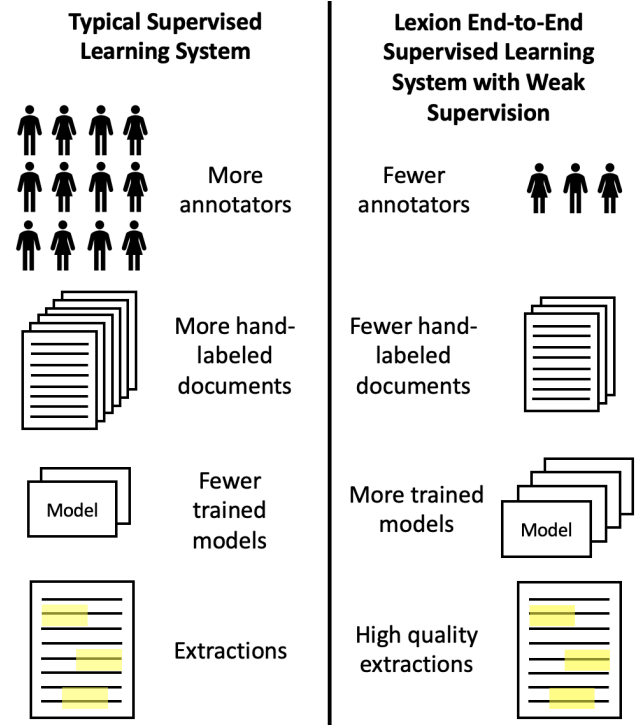 Typical Supervised
Learning System
Lexion End-to-End
Supervised Learning
System with Weak
Supervision
More
annotators
Fewer
annotators
More hand-
labeled
documents
Fewer hand-
labeled
documents
Model
Fewer
trained
models
More trained
models
Model
Extractions
High quality
extractions